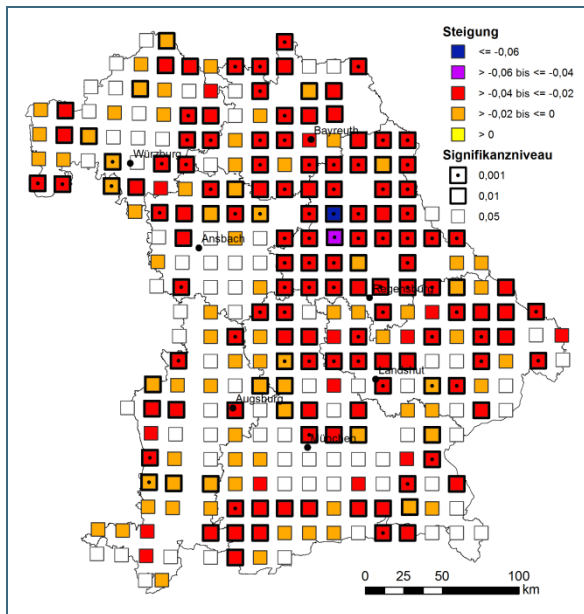 Steigung
<= -0,06
> -0,06 bis <= -0,04
> -0,04 bis <= -0,02
> -0,02 bis <= 0
> 0
Signifikanzniveau
0,001
0,01
0,05
Bayreuth
Würzburg
Ansbach
Regensburg
Landshut
Augsburg
München
0 50 100
km